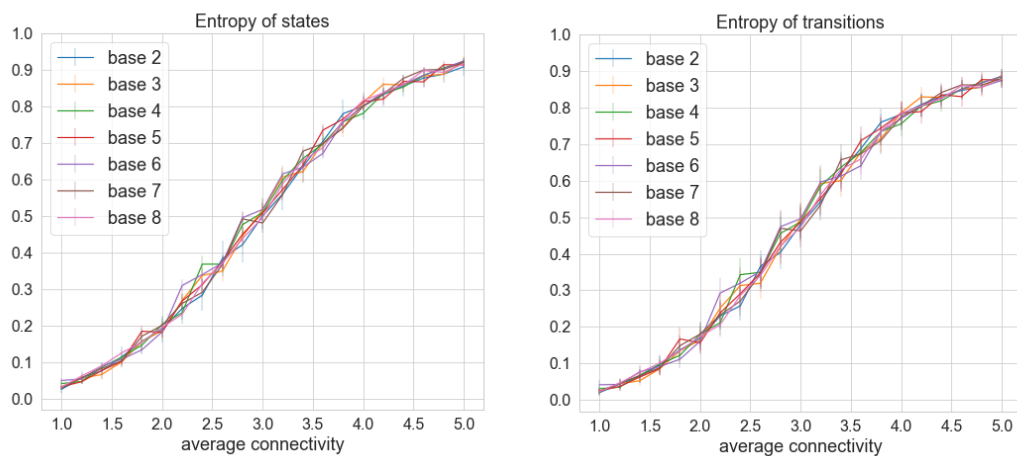 Entropy of states
1.0
0.9
0.8
0.7
0.6
0.5
0.4
0.3
0.2
0.1
0.0
base 2
base 3
base 4
base 5
base 6
base 7
base 8
1.0 1.5 2.0 2.5 3.0 3.5 4.0 4.5 5.0
average connectivity
Entropy of transitions
1.0
0.9
0.8
0.7
0.6
0.5
0.4
0.3
0.2
0.1
0.0
base 2
base 3
base 4
base 5
base 6
base 7
base 8
1.0 1.5 2.0 2.5 3.0 3.5 4.0 4.5 5.0
average connectivity